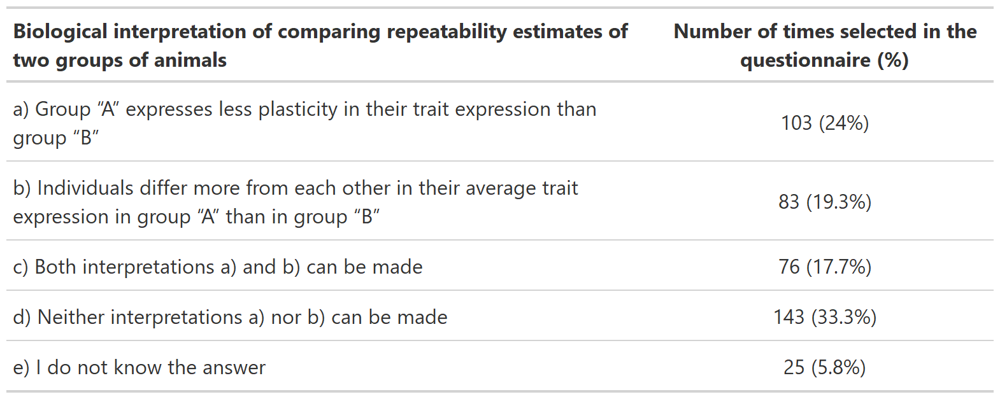 Biological interpretation of comparing repeatability estimates of
two groups of animals
Number of times selected in the
questionnaire (%)
a) Group “A” expresses less plasticity in their trait expression than
group “B”
103 (24%)
b) Individuals differ more from each other in their average trait
expression in group “A” than in group “B”
83 (19.3%)
c) Both interpretations a) and b) can be made
76 (17.7%)
d) Neither interpretations a) nor b) can be made
143 (33.3%)
e) I do not know the answer
25 (5.8%)